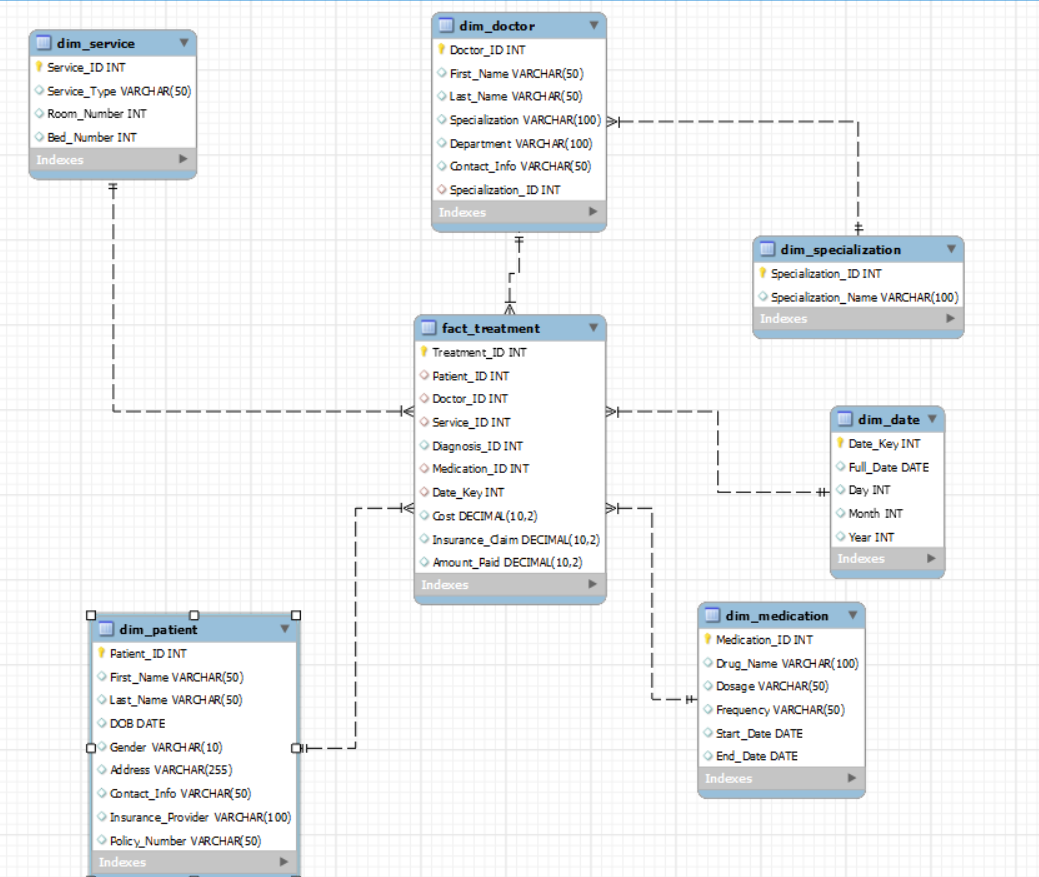 dim_service
Service_ID INT
Service_Type VARCHAR(50)
Room_Number INT
Bed_Number INT
Indexes
dim_doctor
Doctor_ID INT
First_Name VARCHAR(50)
Last_Name VARCHAR(50)
Specialization VARCHAR(100)
Department VARCHAR(100)
Contact_Info VARCHAR(50)
Specialization_ID INT
Indexes
dim_specialization
Specialization_ID INT
Specialization_Name VARCHAR(100)
Indexes
fact_treatment
Treatment_ID INT
Patient_ID INT
Doctor_ID INT
Service_ID INT
Diagnosis_ID INT
Medication_ID INT
Date_Key INT
Cost DECIMAL(10,2)
Insurance_Claim DECIMAL(10,2)
Amount_Paid DECIMAL(10,2)
Indexes
dim_date
Date_Key INT
Full_Date DATE
Day INT
Month INT
Year INT
Indexes
dim_patient
Patient_ID INT
First_Name VARCHAR(50)
Last_Name VARCHAR(50)
DOB DATE
Gender VARCHAR(10)
Address VARCHAR(255)
Contact_Info VARCHAR(50)
Insurance_Provider VARCHAR(100)
Policy_Number VARCHAR(50)
Indexes
dim_medication
Medication_ID INT
Drug_Name VARCHAR(100)
Dosage VARCHAR(50)
Frequency VARCHAR(50)
Start_Date DATE
End_Date DATE
Indexes